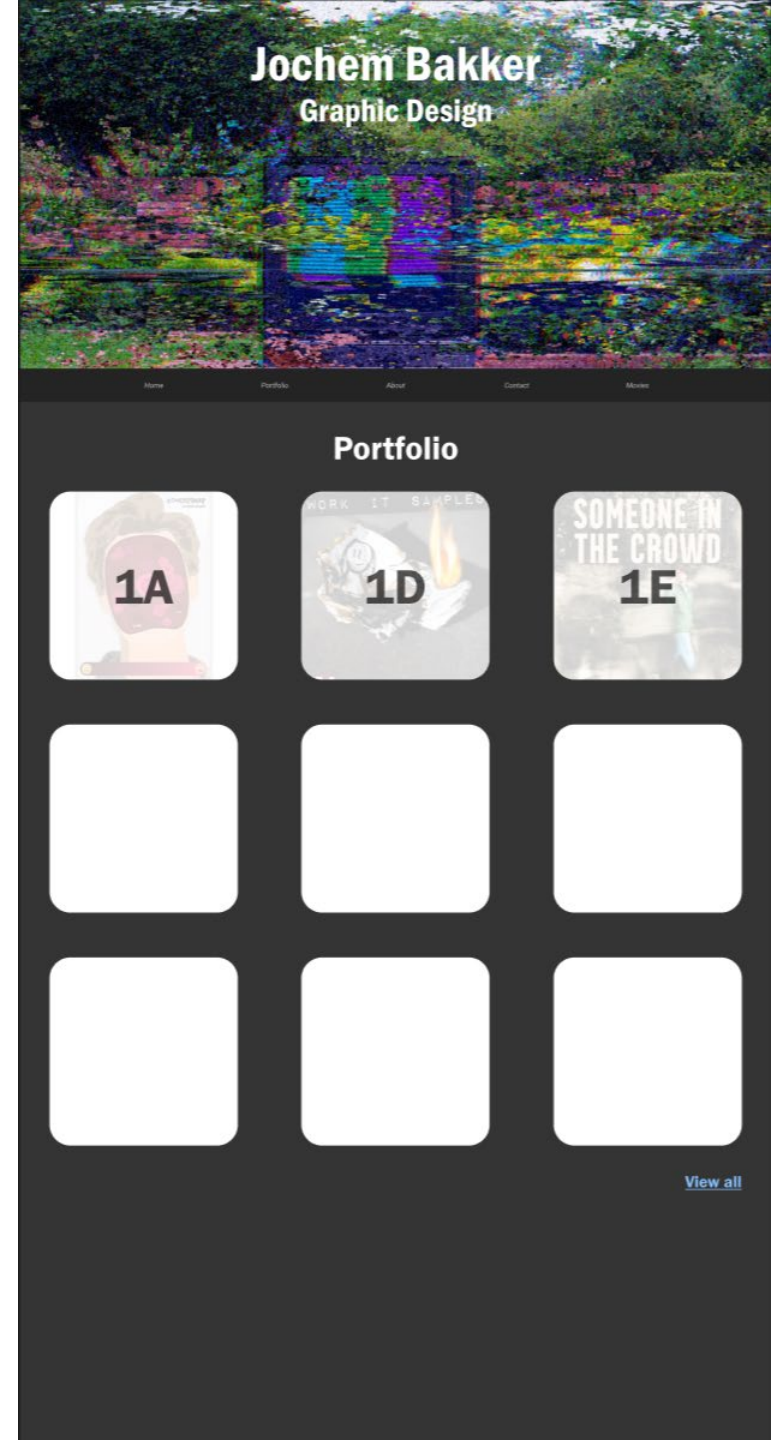 Jochem Bakker
Graphic Design
Home Portfolio About Contact Movies
Portfolio
1A
WORK IT SAMPLES
1D
SOMEONE IN
THE CROWD
1E
View all